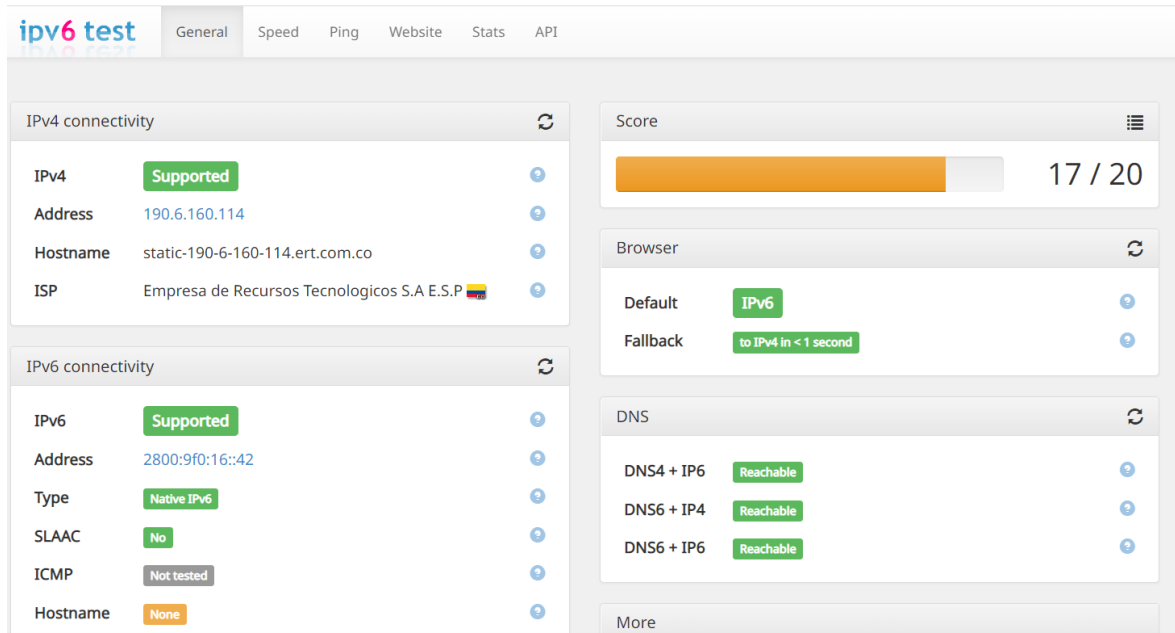 ipv6 test General Speed Ping Website Stats API
IPv4 connectivity
IPv4 Supported
Address 190.6.160.114
Hostname static-190-6-160-114.ert.com.co
ISP Empresa de Recursos Tecnologicos S.A E.S.P
IPv6 connectivity
IPv6 Supported
Address 2800:9f0:16::42
Type Native IPv6
SLAAC No
ICMP Not tested
Hostname None
Score
17 / 20
Browser
Default IPv6
Fallback to IPv4 in < 1 second
DNS
DNS4 + IP6 Reachable
DNS6 + IP4 Reachable
DNS6 + IP6 Reachable
More